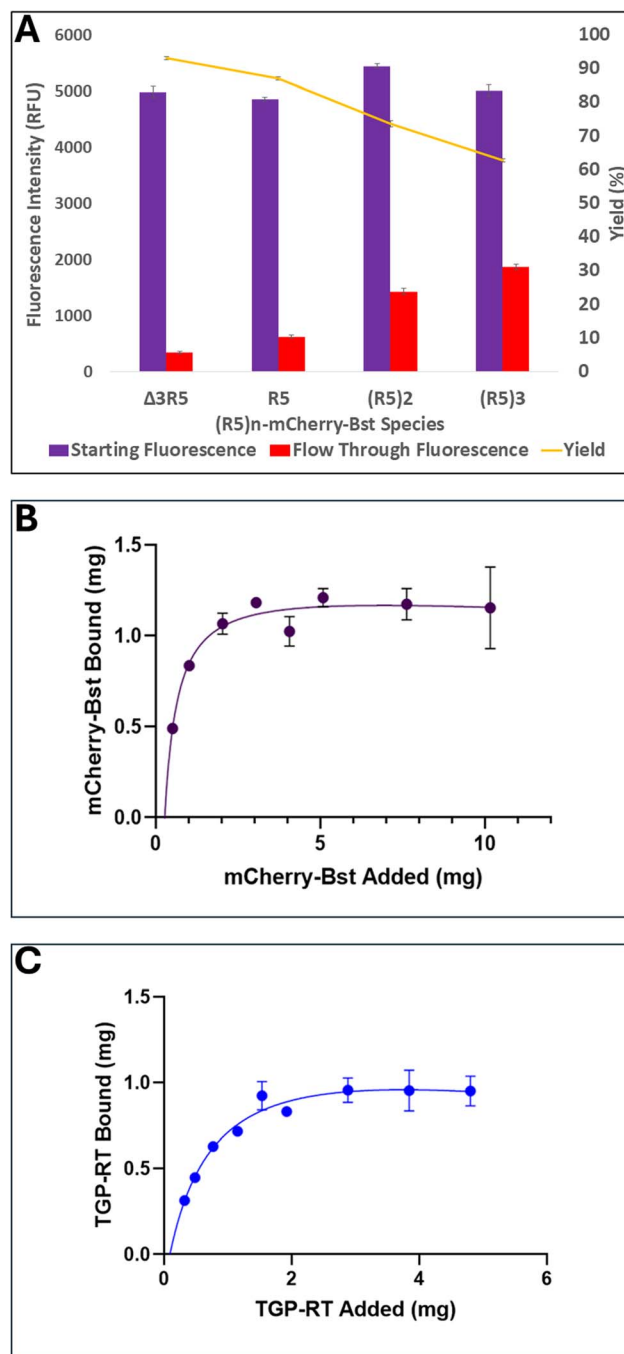 A
6000
5000
4000
3000
2000
1000
0
Fluorescence Intensity (RFU)
100
90
80
70
60
50
40
30
20
10
0
Yield (%)
Δ3R5 R5 (R5)2 (R5)3
(R5)n-mCherry-Bst Species
Starting Fluorescence Flow Through Fluorescence Yield
B
1.5
1.0
0.5
0.0
mCherry-Bst Bound (mg)
0 5 10
mCherry-Bst Added (mg)
C
1.5
1.0
0.5
0.0
TGP-RT Bound (mg)
0 2 4 6
TGP-RT Added (mg)